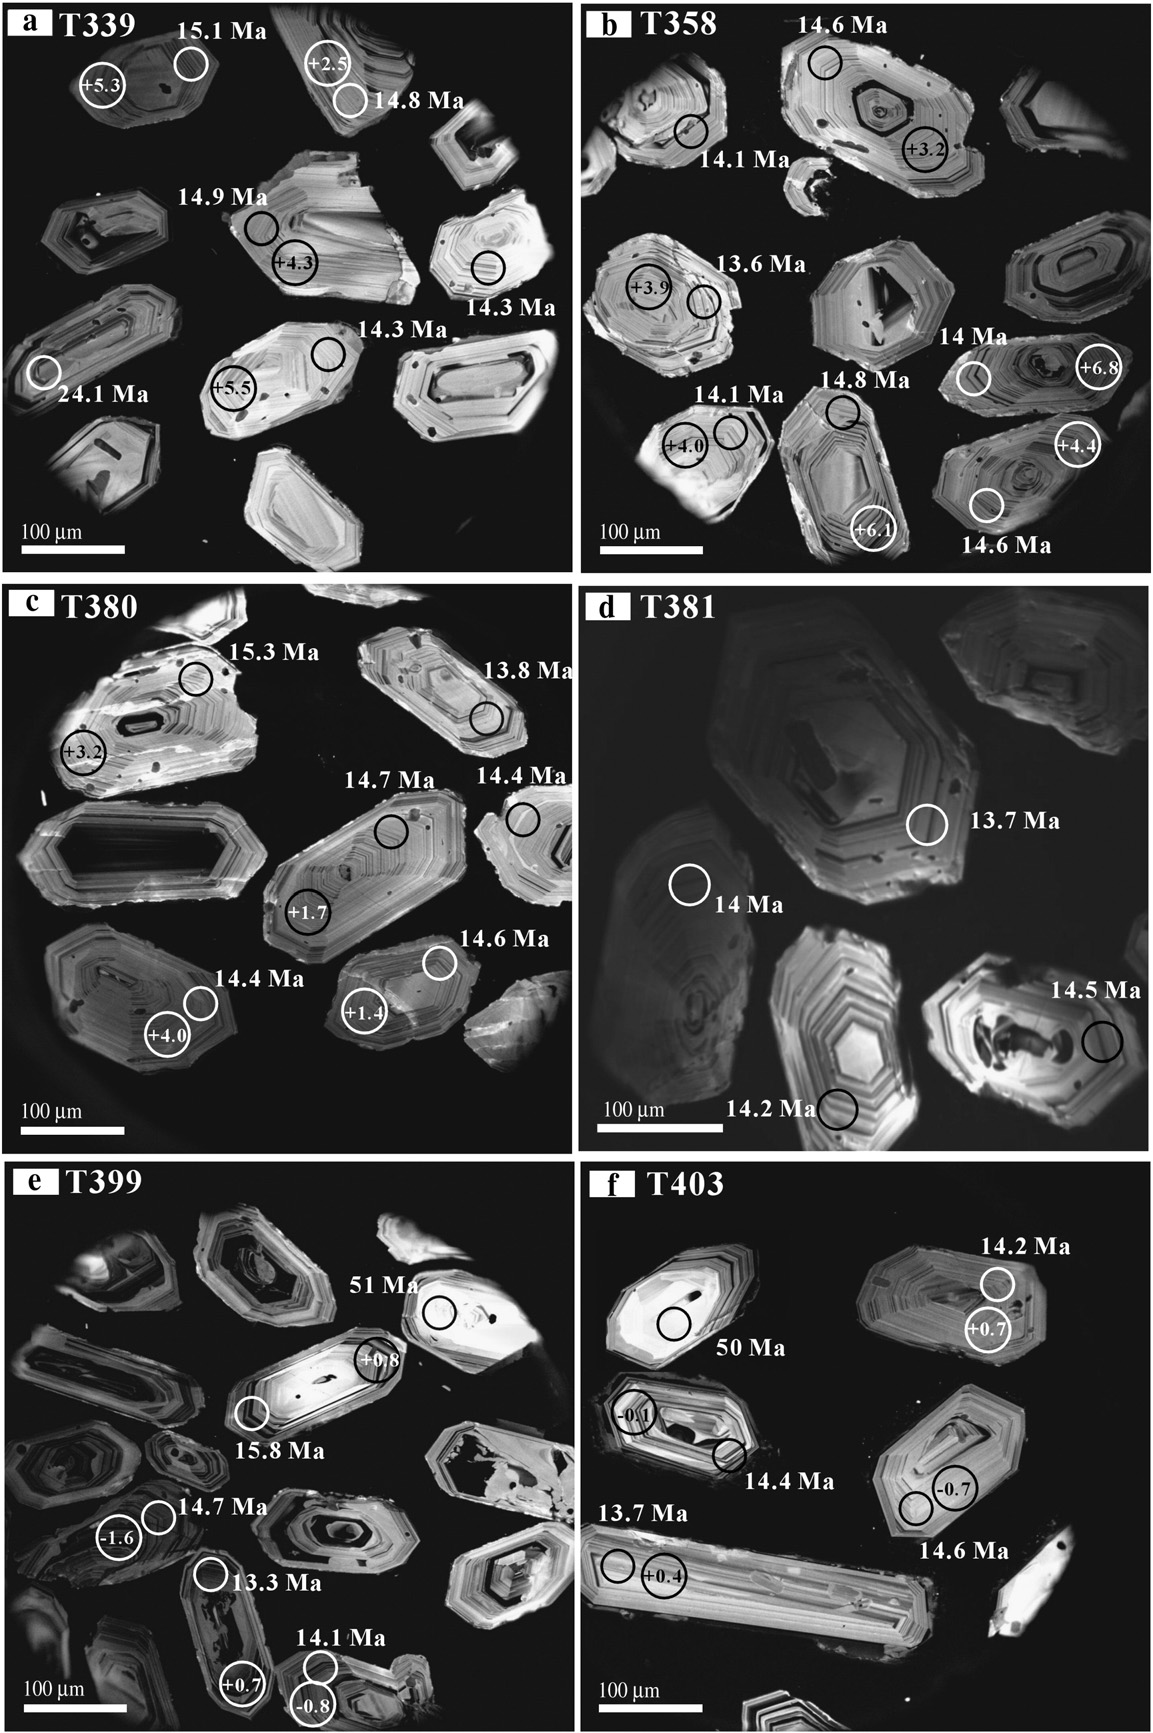 a T339
15.1 Ma
+5.3
+2.5
14.8 Ma
14.9 Ma
+4.3
14.3 Ma
14.3 Ma
24.1 Ma
+5.5
100 µm
b T358
14.6 Ma
14.1 Ma
+3.2
+3.9
13.6 Ma
14 Ma
+6.8
14.8 Ma
14.1 Ma
+4.0
+4.4
+6.1
14.6 Ma
100 µm
c T380
15.3 Ma
13.8 Ma
+3.2
14.7 Ma
14.4 Ma
+1.7
14.6 Ma
14.4 Ma
+4.0
+1.4
100 µm
d T381
13.7 Ma
14 Ma
14.5 Ma
14.2 Ma
100 µm
e T399
51 Ma
+0.8
15.8 Ma
14.7 Ma
-1.6
13.3 Ma
14.1 Ma
+0.7
-0.8
100 µm
f T403
14.2 Ma
+0.7
50 Ma
-0.1
14.4 Ma
-0.7
13.7 Ma
14.6 Ma
+0.4
100 µm